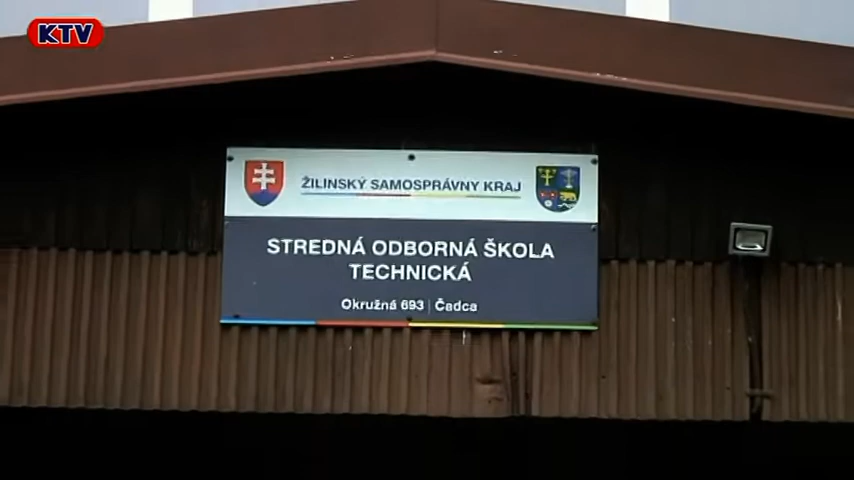 KTV
ŽILINSKÝ SAMOSPRÁVNY KRAJ
STREDNÁ ODBORNÁ ŠKOLA
TECHNICKÁ
Okružná 693 | Čadca